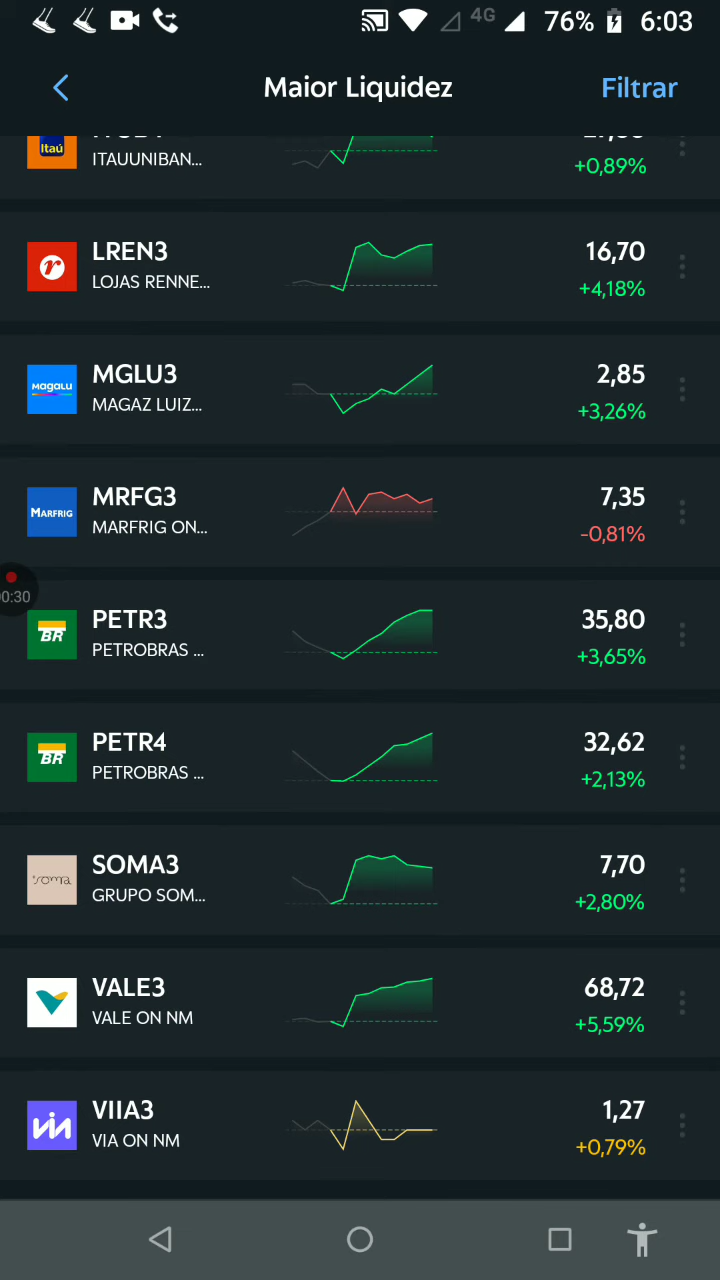 4G 76% 6:03
Maior Liquidez
Filtrar
Itaú
ITAUUNIBAN...
+0,89%
r
LREN3
LOJAS RENNE...
16,70
+4,18%
magalu
MGLU3
MAGAZ LUIZ...
2,85
+3,26%
MARFRIG
MRFG3
MARFRIG ON...
7,35
-0,81%
BR
PETR3
PETROBRAS ...
35,80
+3,65%
BR
PETR4
PETROBRAS ...
32,62
+2,13%
soma
SOMA3
GRUPO SOM...
7,70
+2,80%
VALE3
VALE ON NM
68,72
+5,59%
via
VIIA3
VIA ON NM
1,27
+0,79%